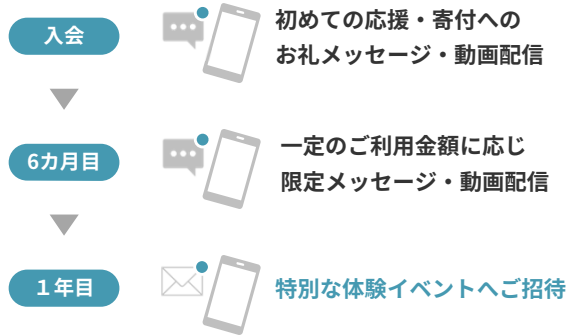 入会
初めての応援・寄付への
お礼メッセージ・動画配信
6カ月目
一定のご利用金額に応じ
限定メッセージ・動画配信
１年目
特別な体験イベントへご招待